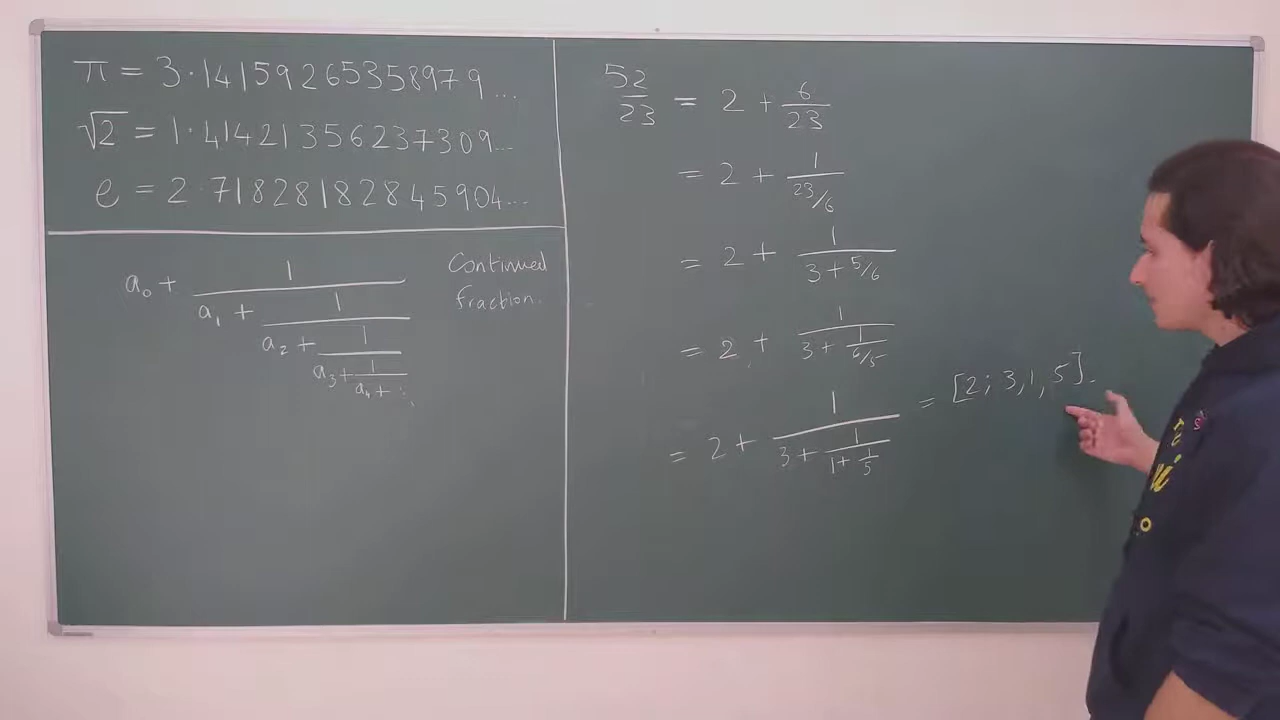 π = 3.14159265358979...
√2 = 1.41421356237309...
e = 2.71828182845904...
a₀ + 1/(a₁ + 1/(a₂ + 1/(a₃ + 1/(a₄ + ⋱))))
Continued
fraction.
52/23 = 2 + 6/23
= 2 + 1/(23/6)
= 2 + 1/(3 + 5/6)
= 2 + 1/(3 + 1/(6/5))
= 2 + 1/(3 + 1/(1 + 1/5)) = [2; 3, 1, 5].